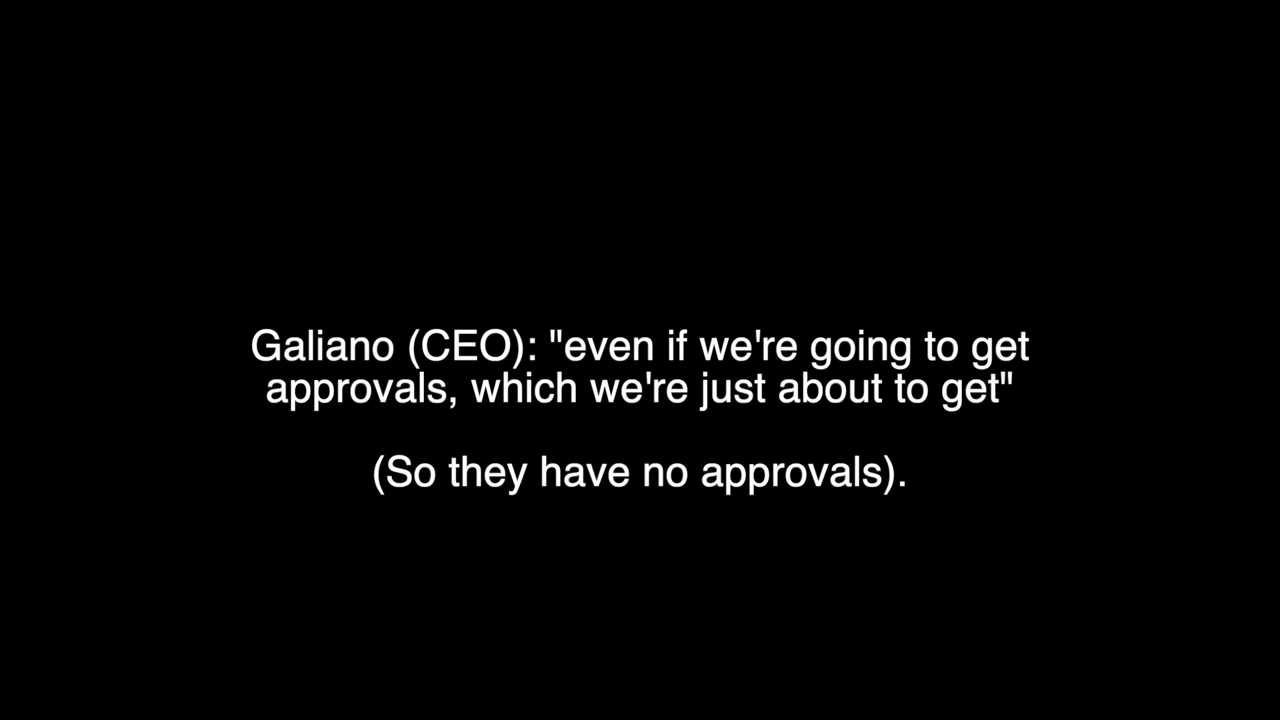 Galiano (CEO): "even if we're going to get
approvals, which we're just about to get"
(So they have no approvals).